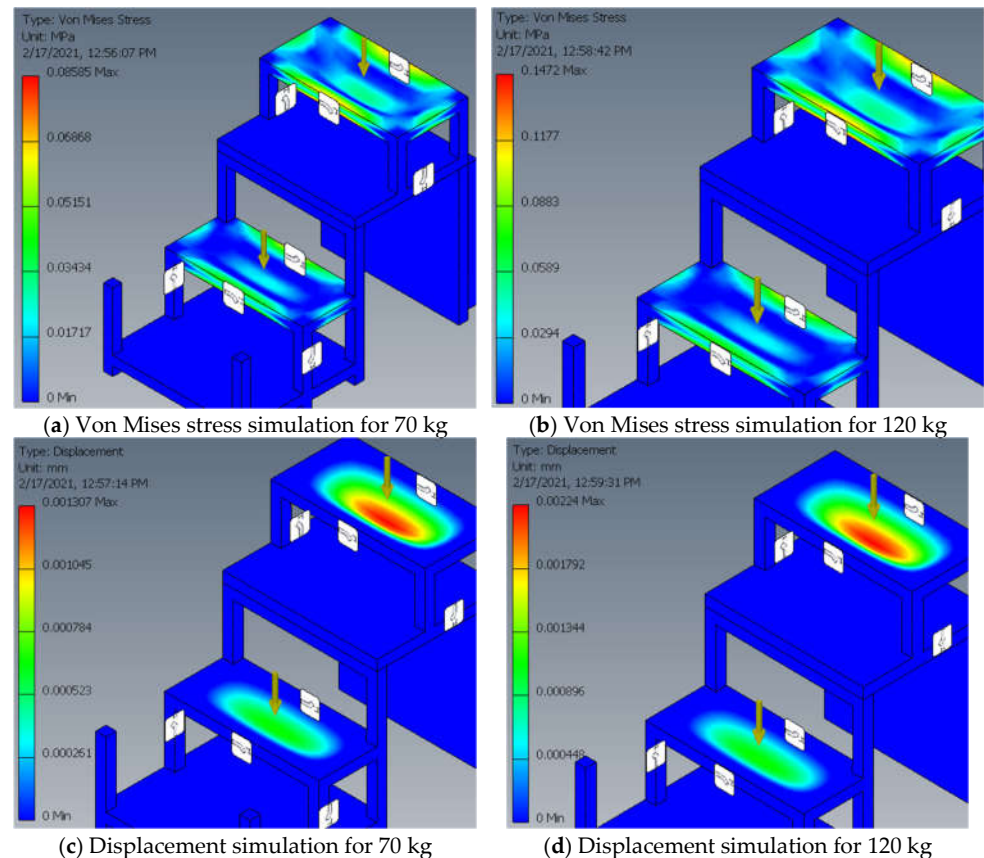 Type: Von Mises Stress
Unit: MPa
2/17/2021, 12:56:07 PM
0.08585 Max
0.06868
0.05151
0.03434
0.01717
0 Min
Type: Von Mises Stress
Unit: MPa
2/17/2021, 12:58:42 PM
0.1472 Max
0.1177
0.0883
0.0589
0.0294
0 Min
(a) Von Mises stress simulation for 70 kg
(b) Von Mises stress simulation for 120 kg
Type: Displacement
Unit: mm
2/17/2021, 12:57:14 PM
0.001307 Max
0.001045
0.000784
0.000523
0.000261
0 Min
Type: Displacement
Unit: mm
2/17/2021, 12:59:31 PM
0.00224 Max
0.001792
0.001344
0.000896
0.000448
0 Min
(c) Displacement simulation for 70 kg
(d) Displacement simulation for 120 kg